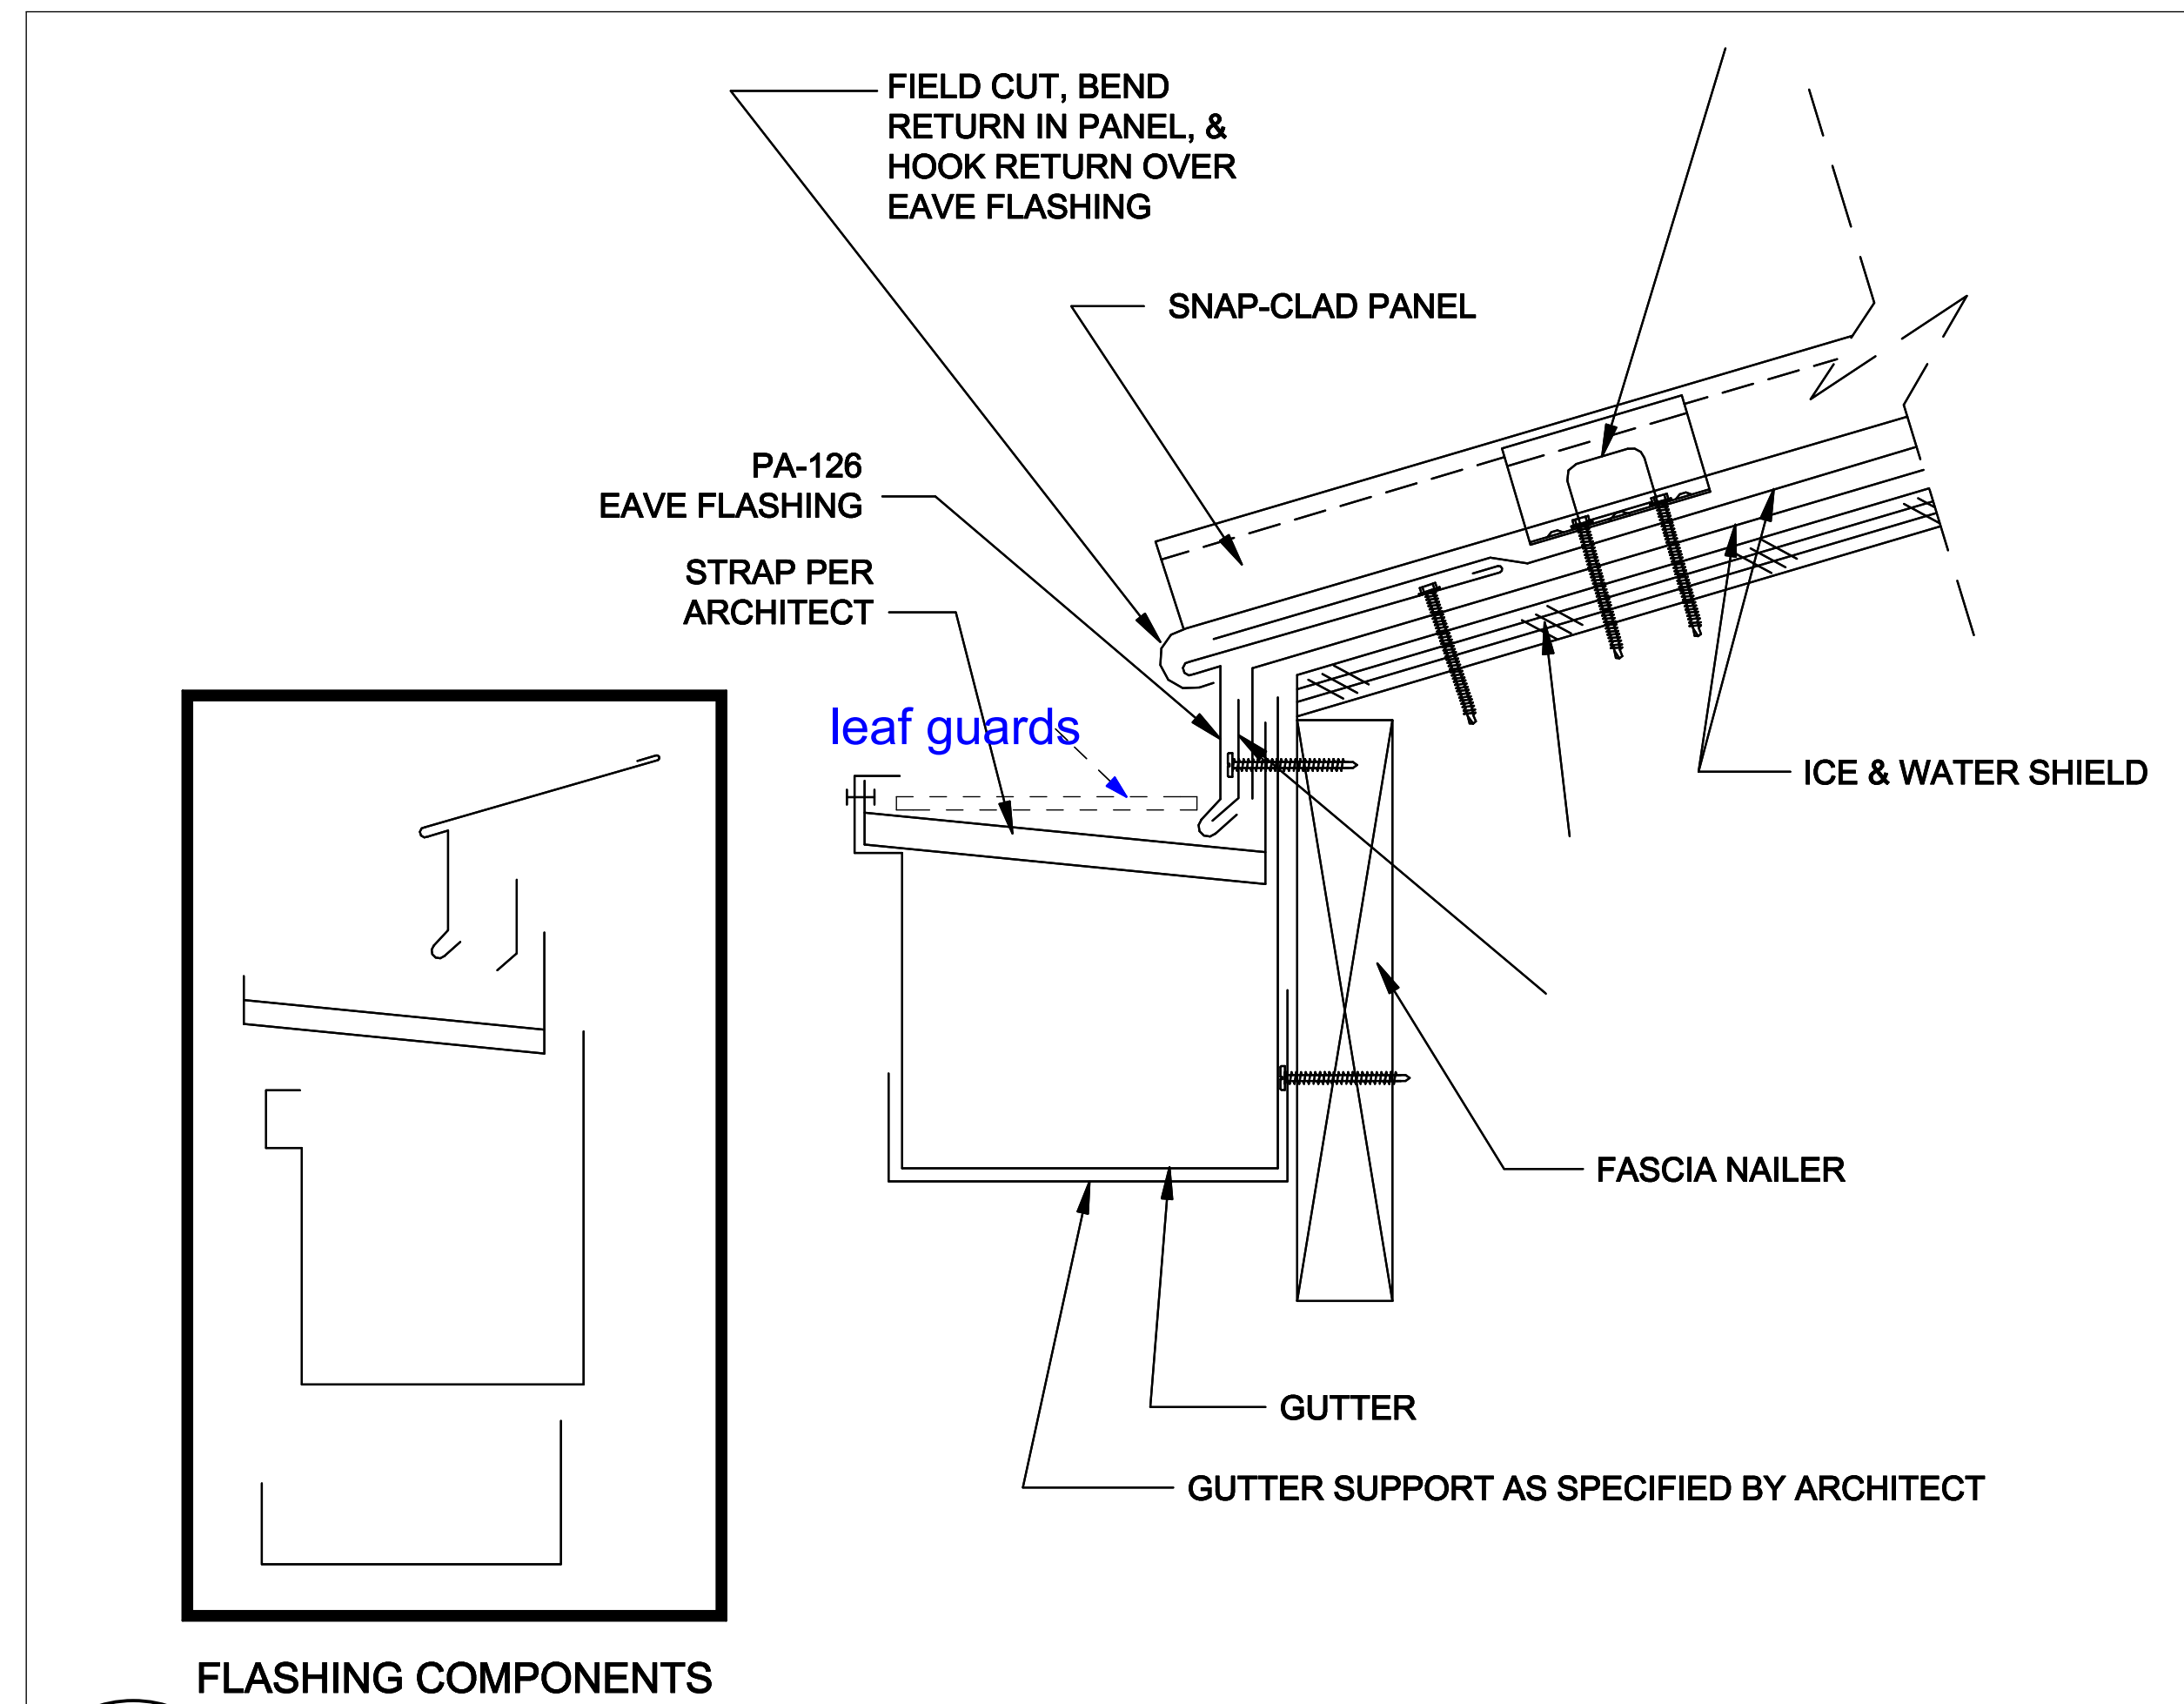 FIELD CUT, BEND
RETURN IN PANEL, &
HOOK RETURN OVER
EAVE FLASHING
SNAP-CLAD PANEL
PA-126
EAVE FLASHING
STRAP PER
ARCHITECT
leaf guards
ICE & WATER SHIELD
FASCIA NAILER
GUTTER
GUTTER SUPPORT AS SPECIFIED BY ARCHITECT
FLASHING COMPONENTS